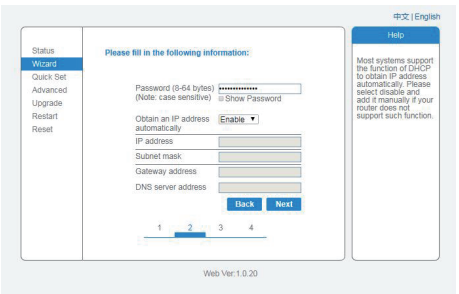 中文 | English
Help
Status
Wizard
Quick Set
Advanced
Upgrade
Restart
Reset
Please fill in the following information:
Password (8-64 bytes)
(Note: case sensitive)
••••••••••••••
Show Password
Obtain an IP address
automatically
Enable
IP address
Subnet mask
Gateway address
DNS server address
Back Next
1 2 3 4
Most systems support
the function of DHCP
to obtain IP address
automatically. Please
select disable and
add it manually if your
router does not
support such function.
Web Ver:1.0.20